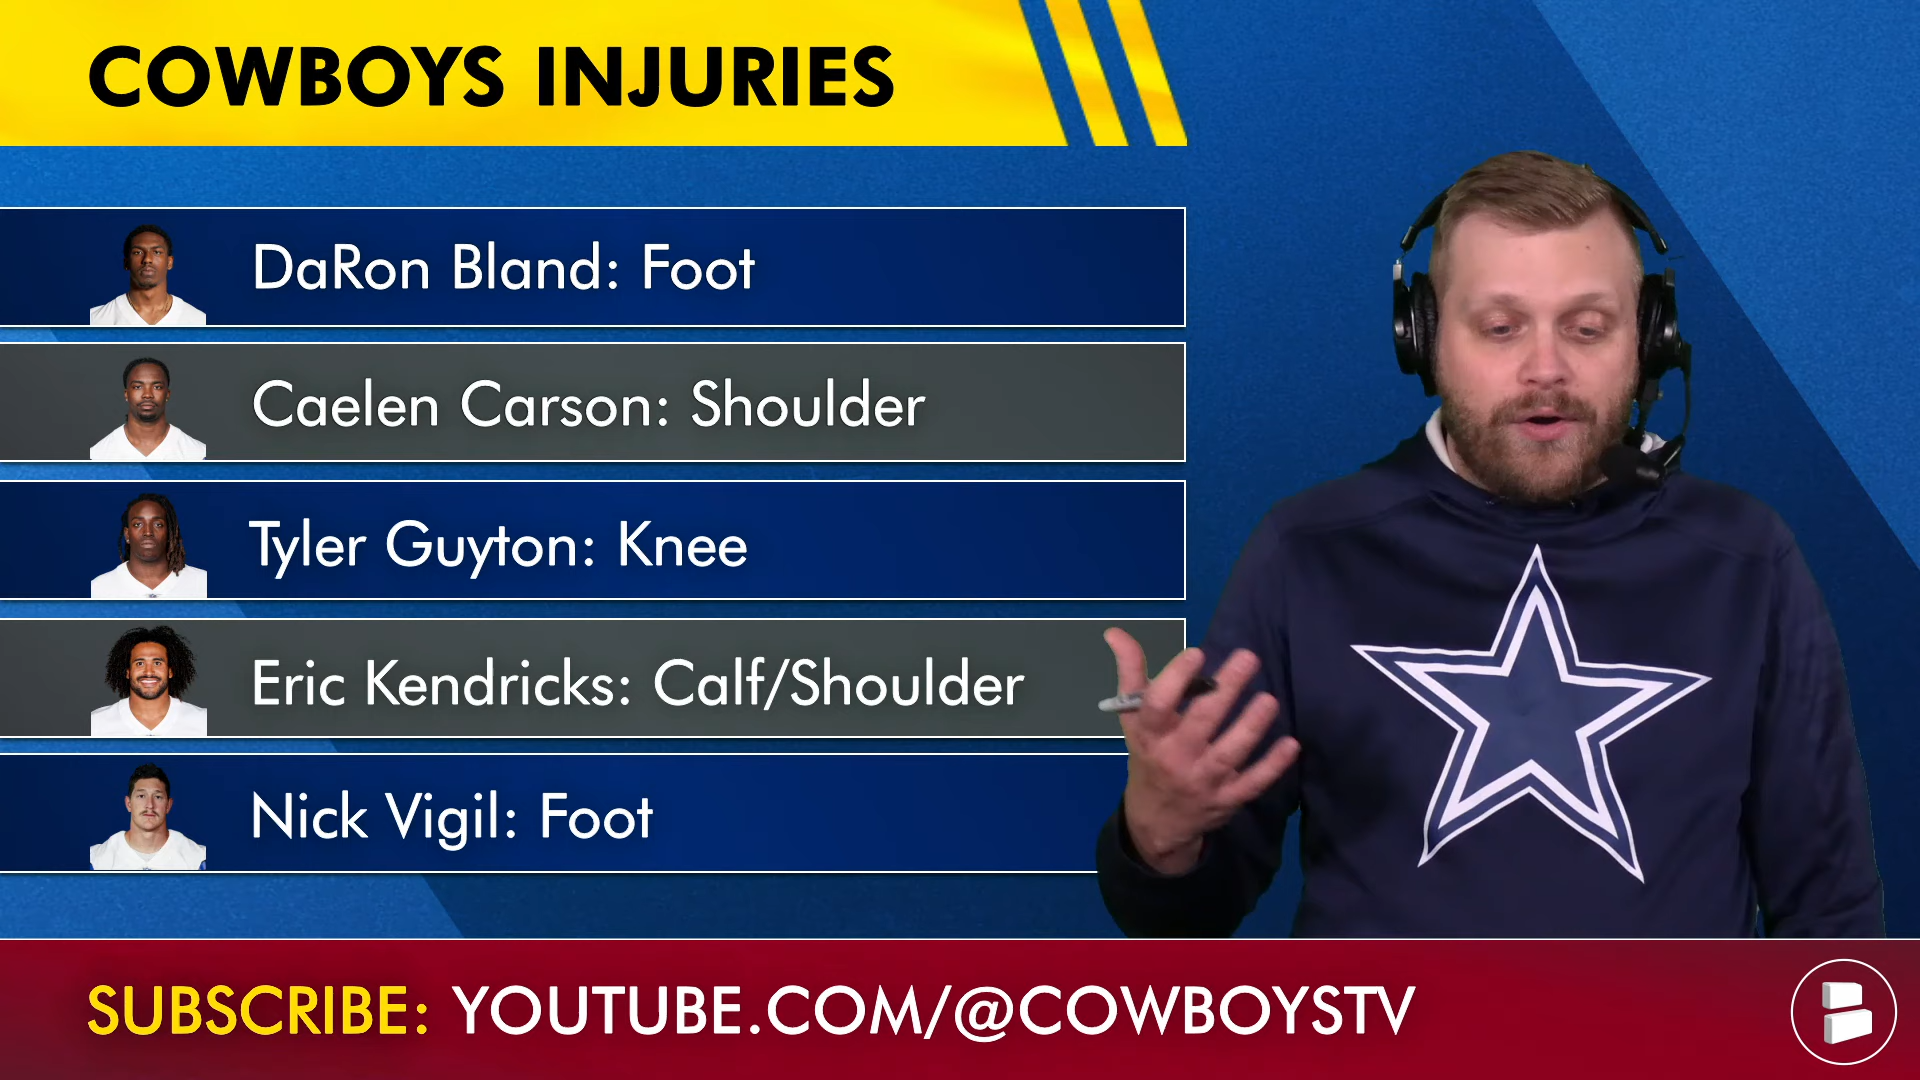 COWBOYS INJURIES
DaRon Bland: Foot
Caelen Carson: Shoulder
Tyler Guyton: Knee
Eric Kendricks: Calf/Shoulder
Nick Vigil: Foot
SUBSCRIBE: YOUTUBE.COM/@COWBOYSTV